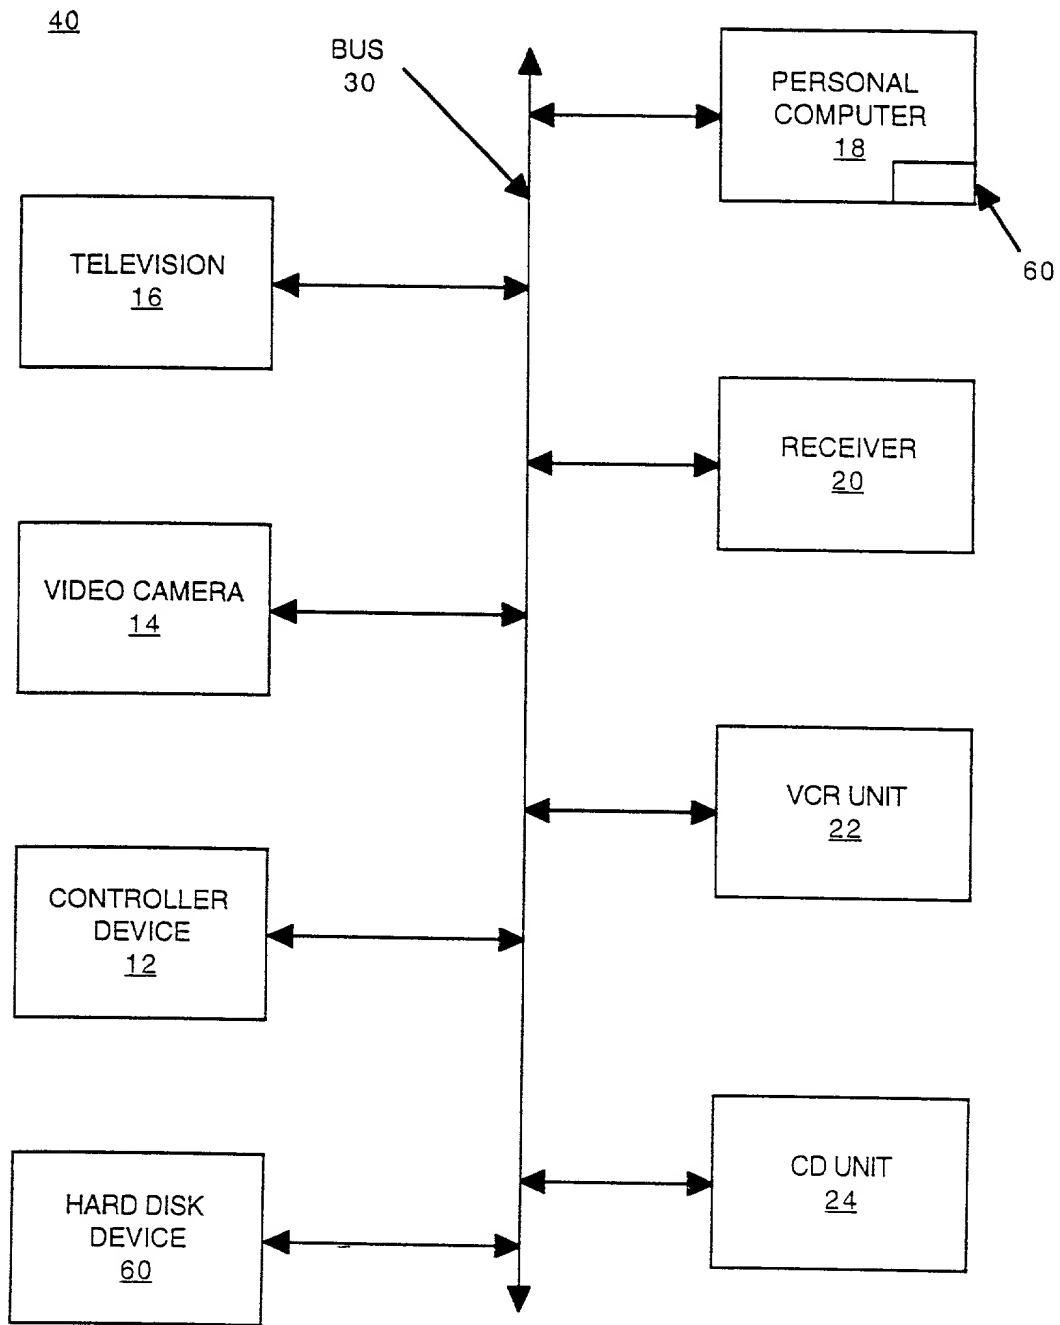 40
BUS
30
PERSONAL
COMPUTER
18
60
TELEVISION
16
RECEIVER
20
VIDEO CAMERA
14
VCR UNIT
22
CONTROLLER
DEVICE
12
CD UNIT
24
HARD DISK
DEVICE
60